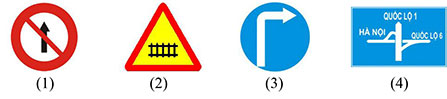 QUỐC LỘ 1
HÀ NỘI
QUỐC LỘ 6
(1) (2) (3) (4)